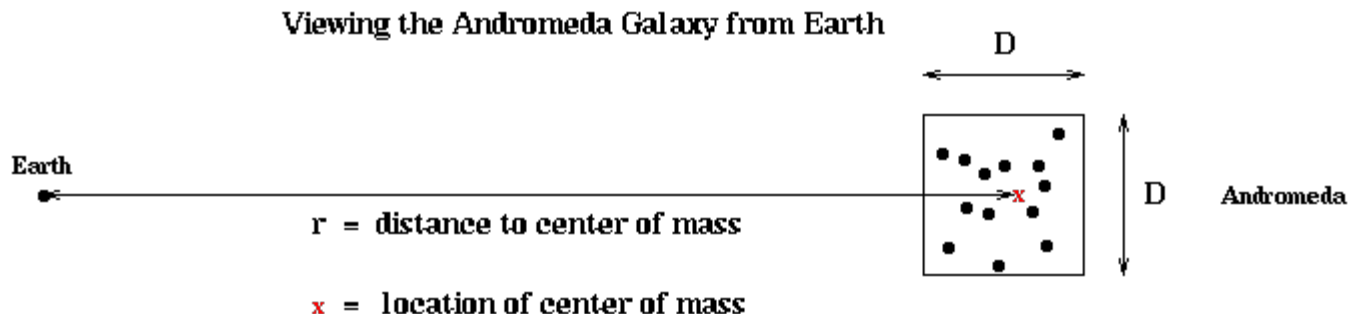 Viewing the Andromeda Galaxy from Earth
D
Earth
x
D
Andromeda
r = distance to center of mass
x = location of center of mass